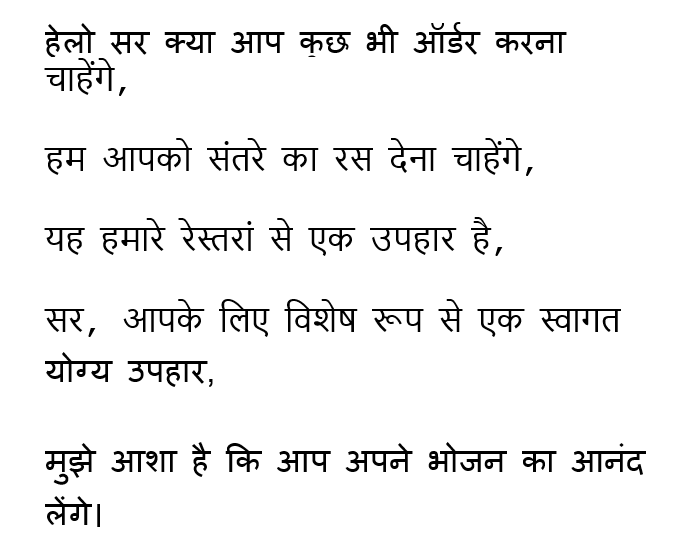 हेलो सर क्या आप कुछ भी ऑर्डर करना
चाहेंगे,
हम आपको संतरे का रस देना चाहेंगे,
यह हमारे रेस्तरां से एक उपहार है,
सर, आपके लिए विशेष रूप से एक स्वागत
योग्य उपहार,
मुझे आशा है कि आप अपने भोजन का आनंद
लेंगे।